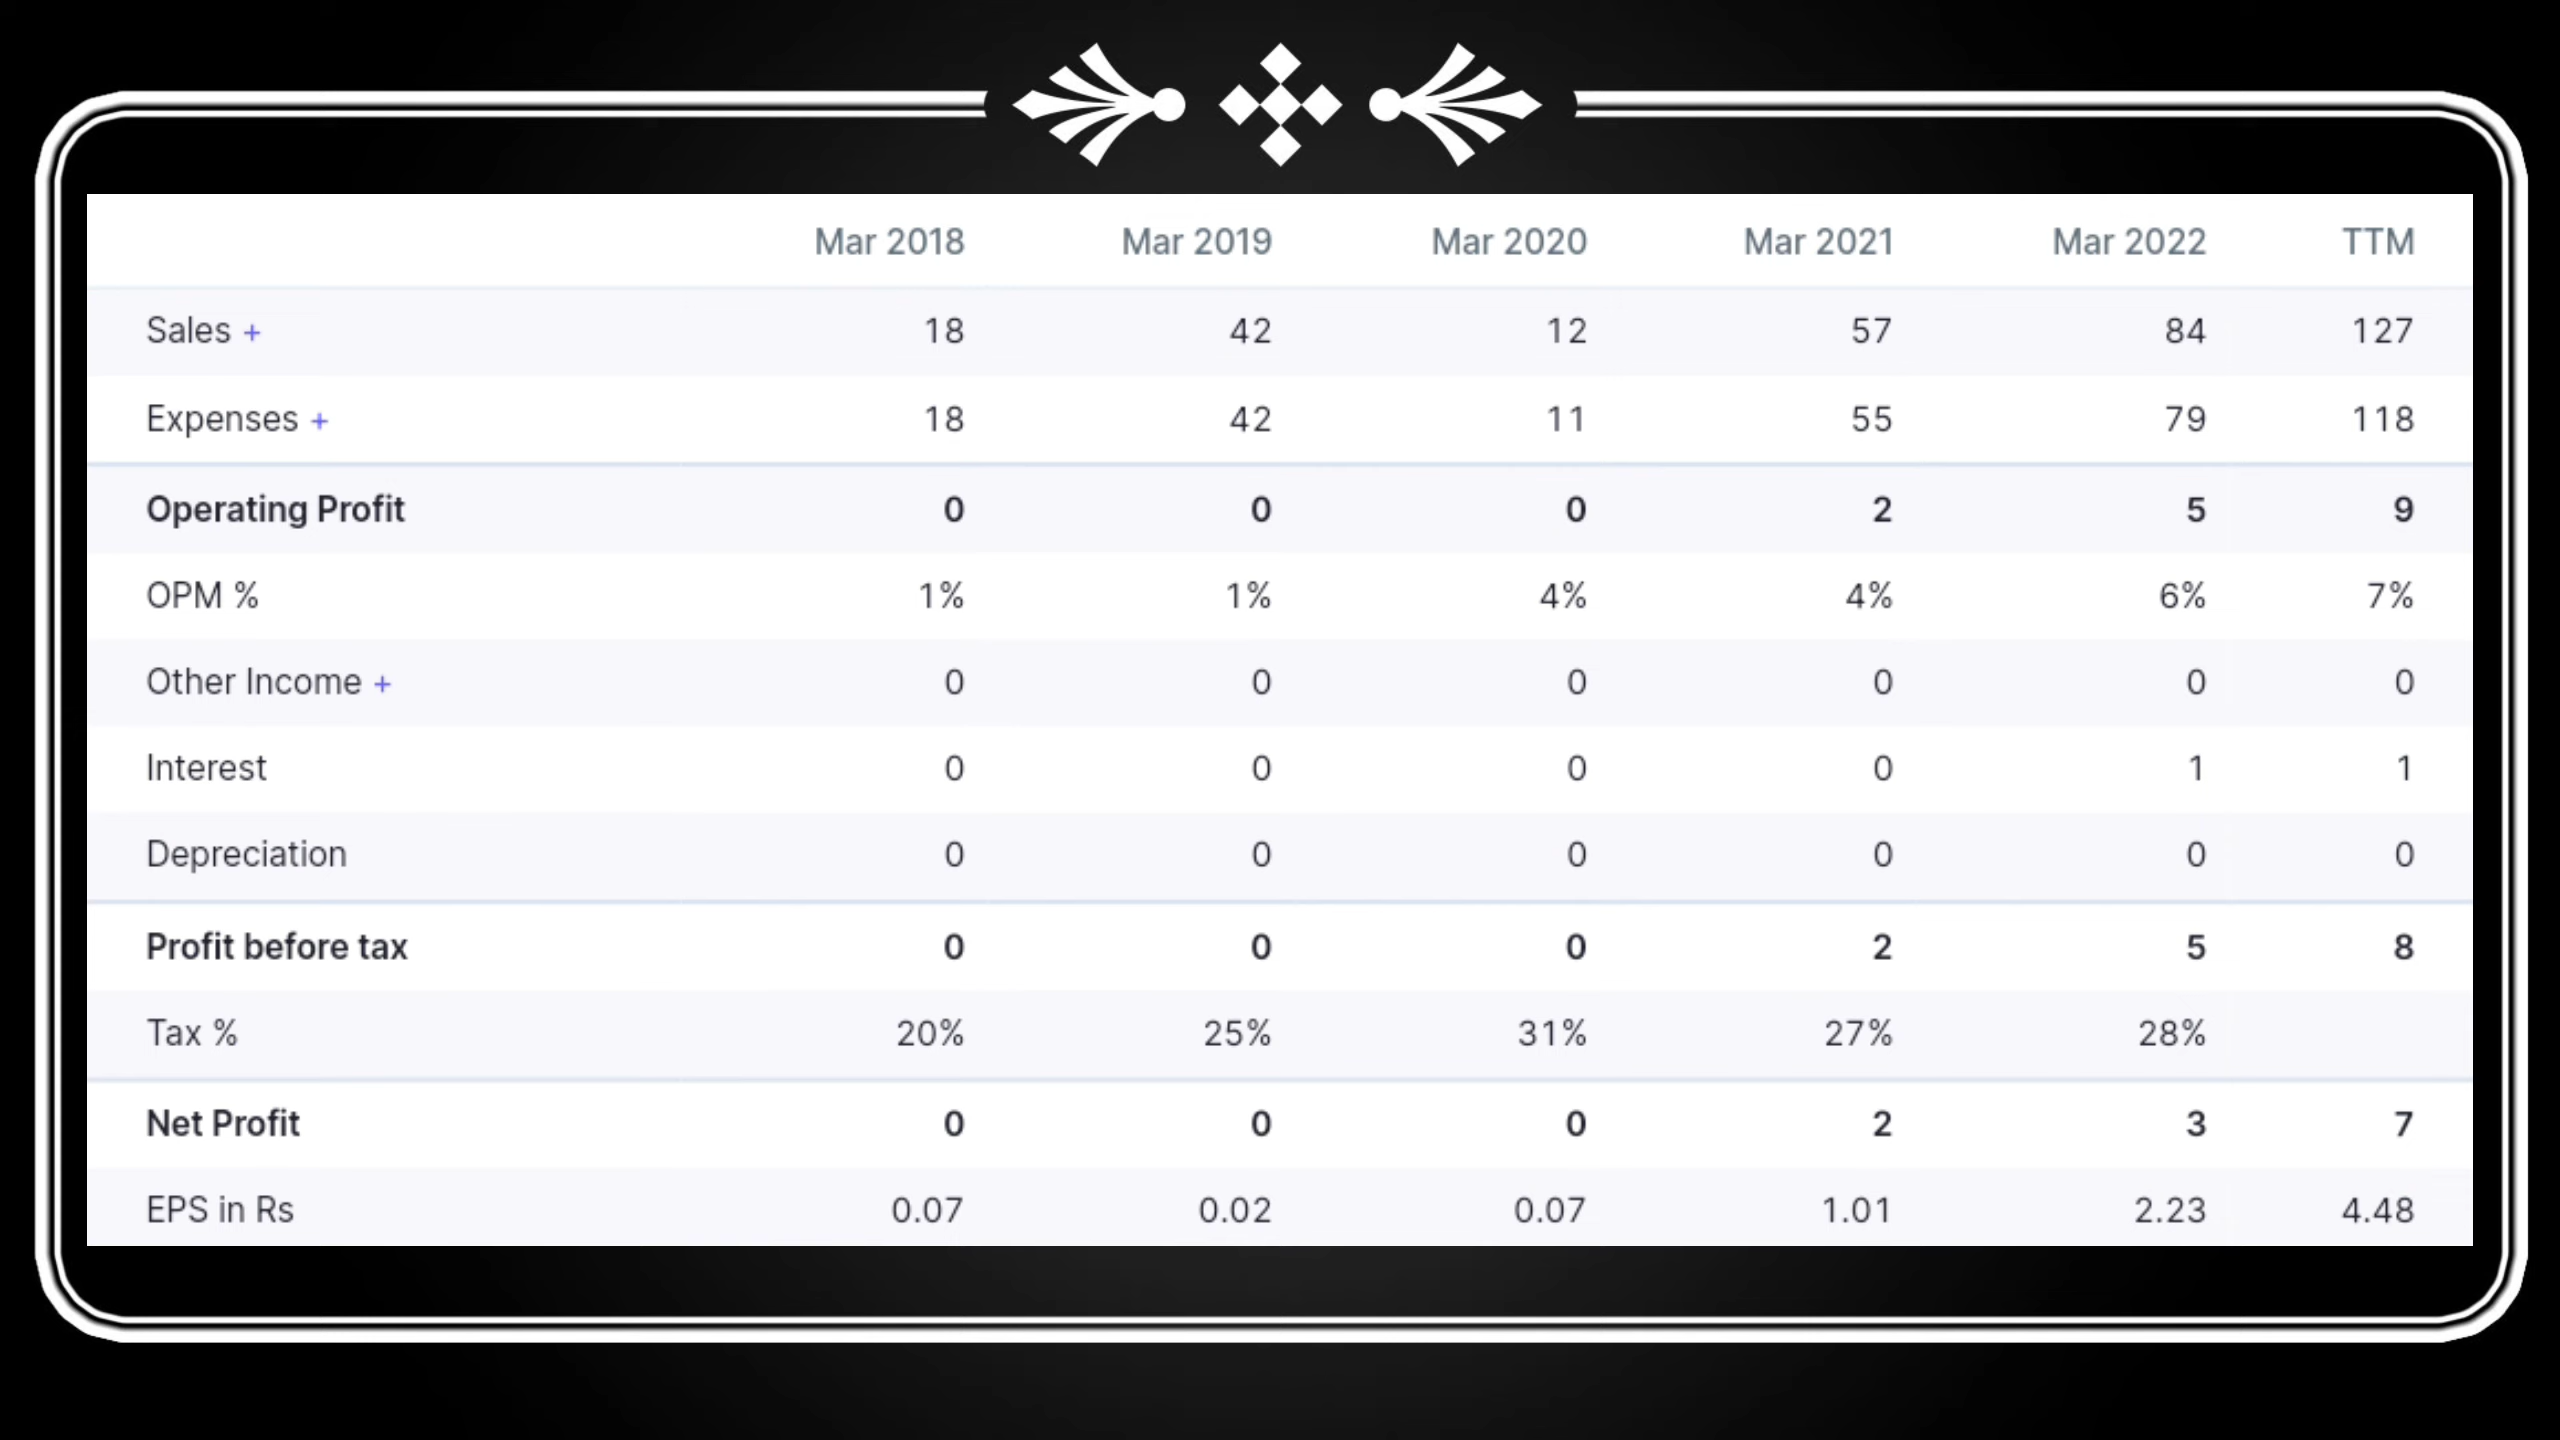 Mar 2018 Mar 2019 Mar 2020 Mar 2021 Mar 2022 TTM
Sales + 18 42 12 57 84 127
Expenses + 18 42 11 55 79 118
Operating Profit 0 0 0 2 5 9
OPM % 1% 1% 4% 4% 6% 7%
Other Income + 0 0 0 0 0 0
Interest 0 0 0 0 1 1
Depreciation 0 0 0 0 0 0
Profit before tax 0 0 0 2 5 8
Tax % 20% 25% 31% 27% 28%
Net Profit 0 0 0 2 3 7
EPS in Rs 0.07 0.02 0.07 1.01 2.23 4.48